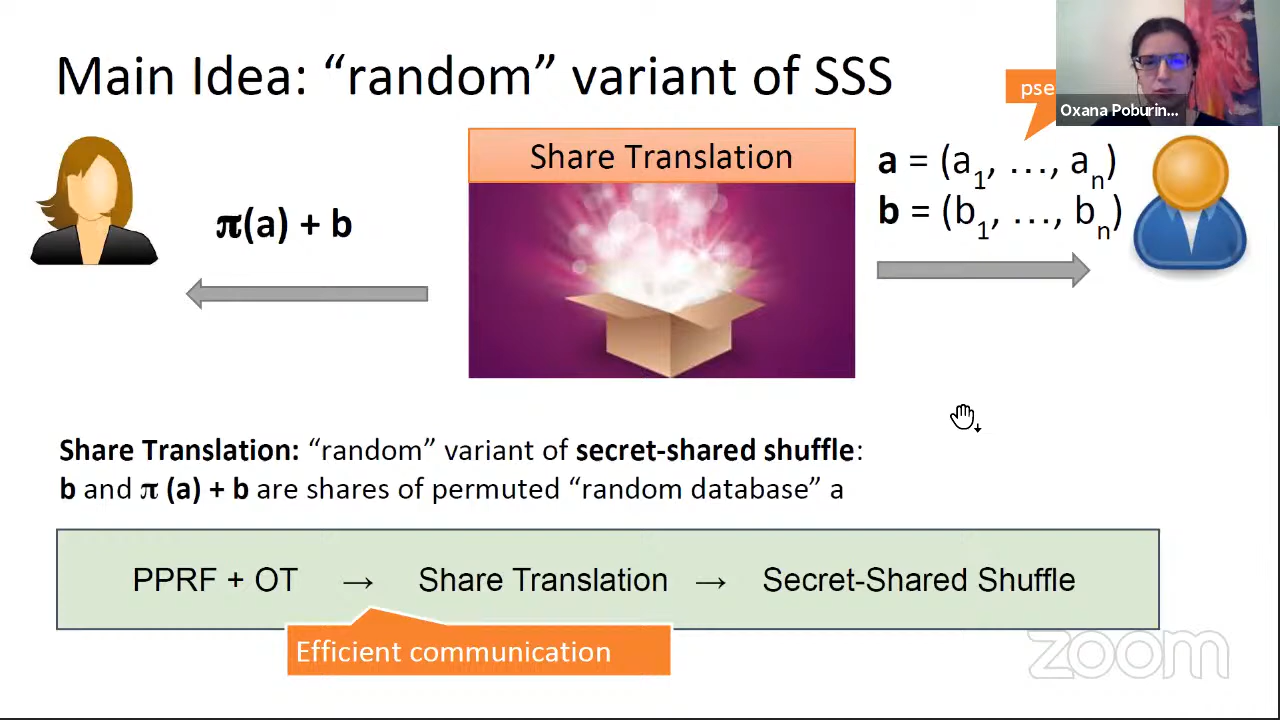 Main Idea: “random” variant of SSS
pse
Oxana Poburin...
Share Translation
π(a) + b
a = (a1, …, an)
b = (b1, …, bn)
Share Translation: “random” variant of secret-shared shuffle:
b and π (a) + b are shares of permuted “random database” a
PPRF + OT → Share Translation → Secret-Shared Shuffle
Efficient communication
zoom